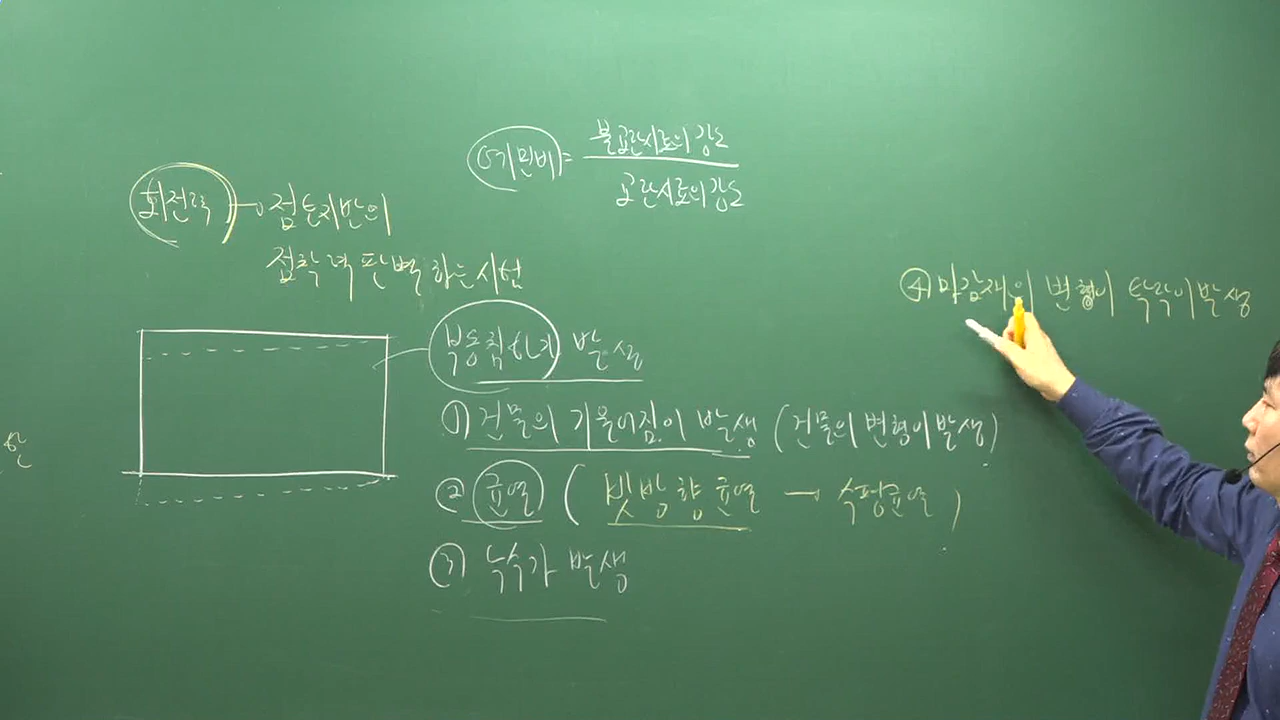 예민비 = 불교란시료의 강도
교란시료의 강도
회전력 → 점토지반의
점착력 판별 하는 시험
부동침하가 발생
① 건물의 기울어짐이 발생 (건물의 변형이 발생)
② 균열 ( 빗방향 균열 → 수평균열 )
③ 누수가 발생
④ 마감재의 변형이 탈락이 발생